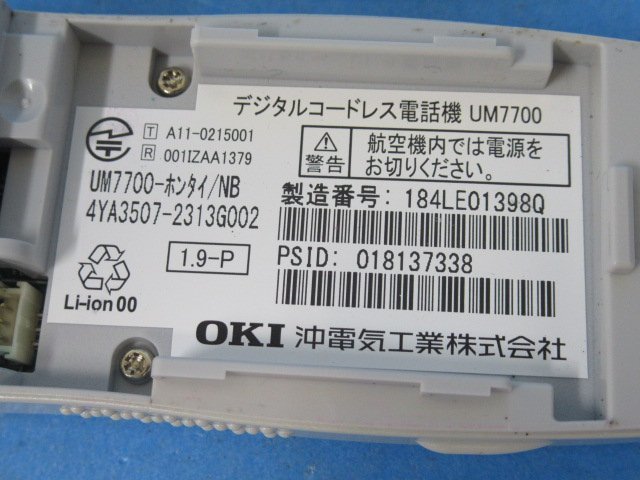 デジタルコードレス電話機 UM7700
T A11-0215001
R 001IZAA1379
警告
航空機内では電源を
お切りください。
UM7700-ホンタイ/NB
4YA3507-2313G002
製造番号: 184LE01398Q
1.9-P
PSID: 018137338
Li-ion 00
OKI 沖電気工業株式会社